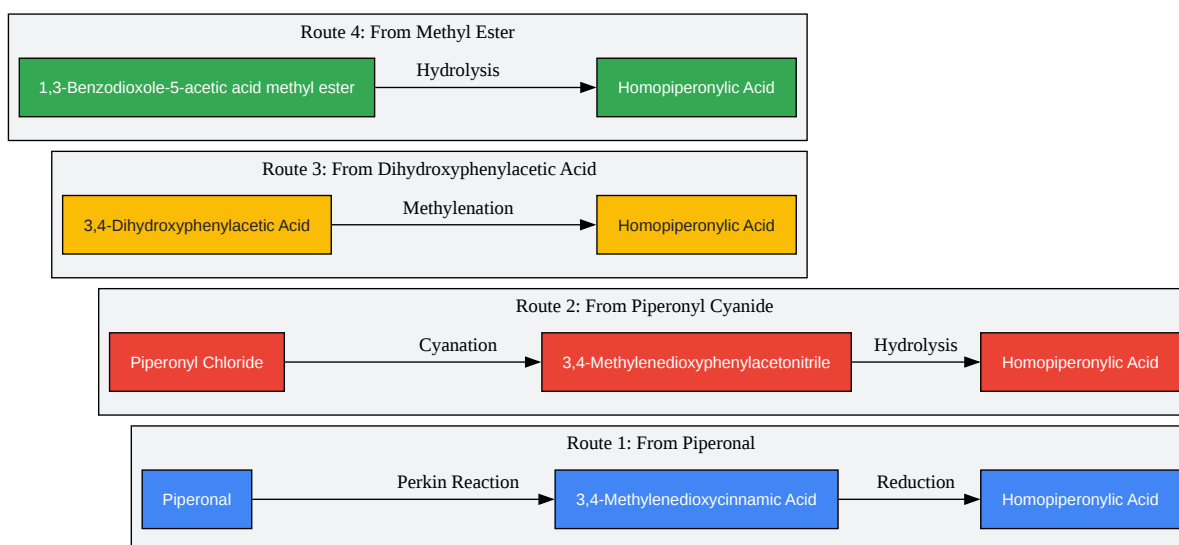 Route 4: From Methyl Ester
1,3-Benzodioxole-5-acetic acid methyl ester
Hydrolysis
Homopiperonylic Acid
Route 3: From Dihydroxyphenylacetic Acid
3,4-Dihydroxyphenylacetic Acid
Methylenation
Homopiperonylic Acid
Route 2: From Piperonyl Cyanide
Piperonyl Chloride
Cyanation
3,4-Methylenedioxyphenylacetonitrile
Hydrolysis
Homopiperonylic Acid
Route 1: From Piperonal
Piperonal
Perkin Reaction
3,4-Methylenedioxycinnamic Acid
Reduction
Homopiperonylic Acid